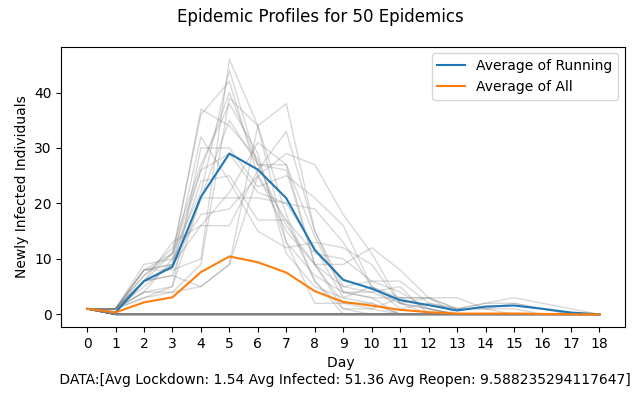 Epidemic Profiles for 50 Epidemics
Average of Running
Average of All
Newly Infected Individuals
40
30
20
10
0
0 1 2 3 4 5 6 7 8 9 10 11 12 13 14 15 16 17 18
Day
DATA:[Avg Lockdown: 1.54 Avg Infected: 51.36 Avg Reopen: 9.588235294117647]